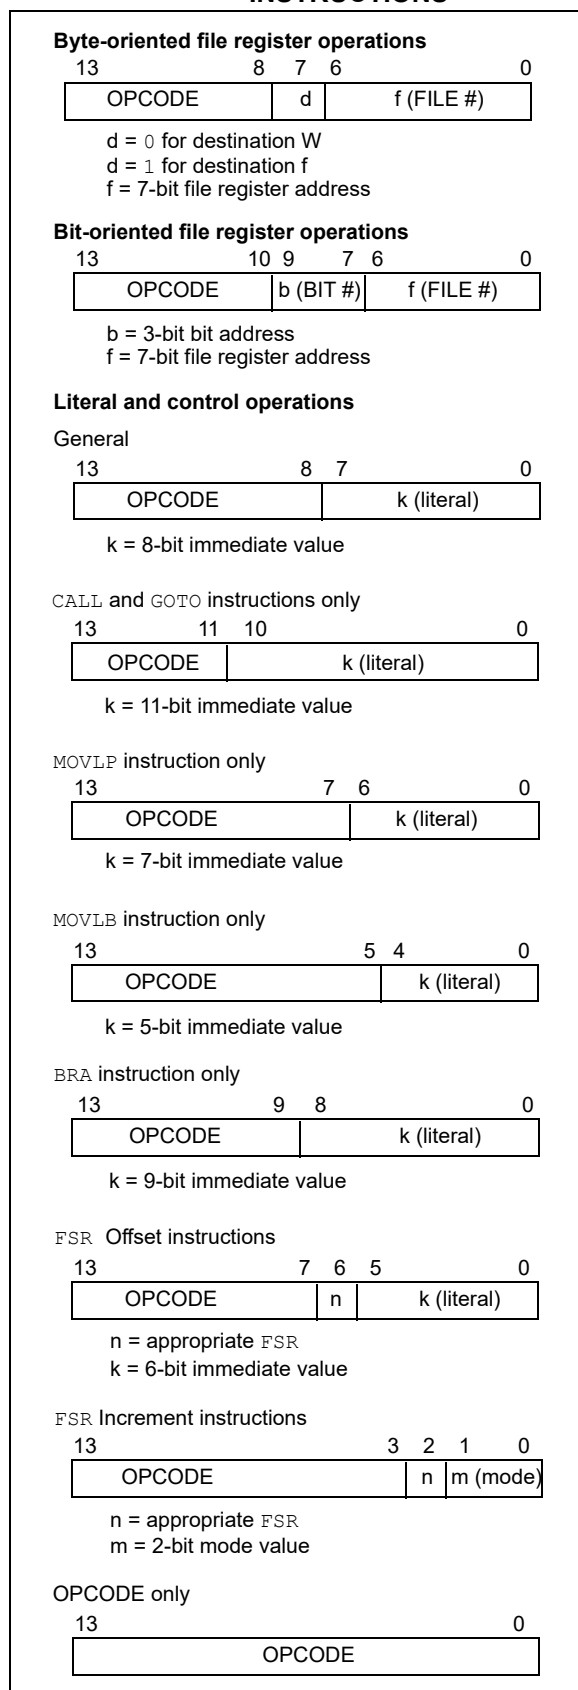 INSTRUCTIONS
Byte-oriented file register operations
13 8 7 6 0
OPCODE d f (FILE #)
d = 0 for destination W
d = 1 for destination f
f = 7-bit file register address
Bit-oriented file register operations
13 10 9 7 6 0
OPCODE b (BIT #) f (FILE #)
b = 3-bit bit address
f = 7-bit file register address
Literal and control operations
General
13 8 7 0
OPCODE k (literal)
k = 8-bit immediate value
CALL and GOTO instructions only
13 11 10 0
OPCODE k (literal)
k = 11-bit immediate value
MOVLP instruction only
13 7 6 0
OPCODE k (literal)
k = 7-bit immediate value
MOVLB instruction only
13 5 4 0
OPCODE k (literal)
k = 5-bit immediate value
BRA instruction only
13 9 8 0
OPCODE k (literal)
k = 9-bit immediate value
FSR Offset instructions
13 7 6 5 0
OPCODE n k (literal)
n = appropriate FSR
k = 6-bit immediate value
FSR Increment instructions
13 3 2 1 0
OPCODE n m (mode)
n = appropriate FSR
m = 2-bit mode value
OPCODE only
13 0
OPCODE